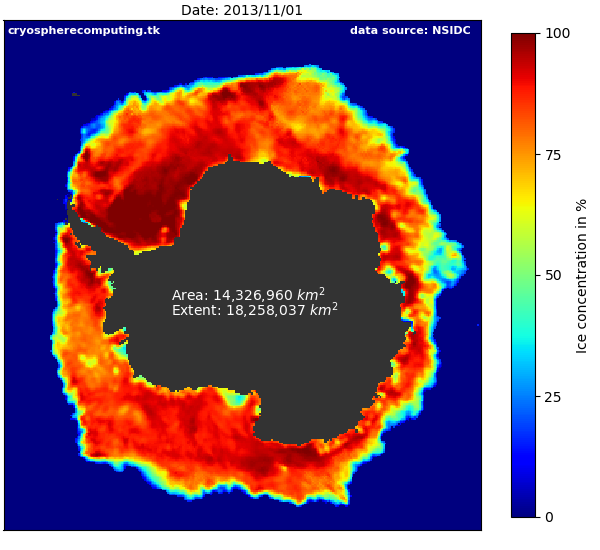 Date: 2013/11/01
cryospherecomputing.tk
data source: NSIDC
100
75
50
25
0
Ice concentration in %
Area: 14,326,960 km²
Extent: 18,258,037 km²